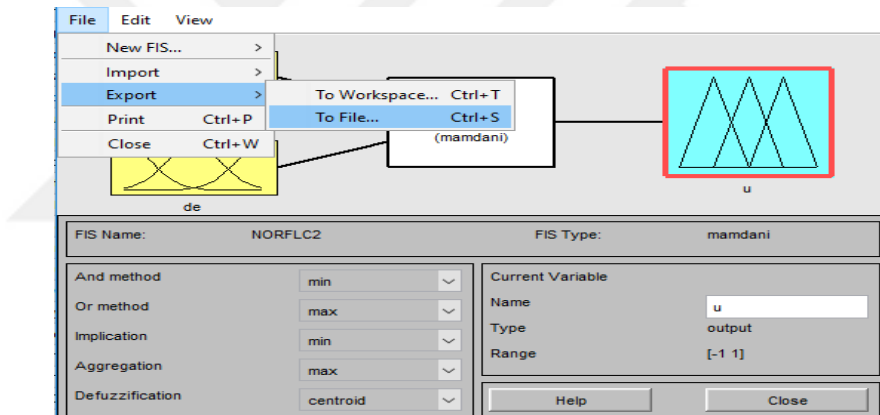 File Edit View
New FIS... >
Import >
Export >
To Workspace... Ctrl+T
Print Ctrl+P
To File... Ctrl+S
Close Ctrl+W
(mamdani)
de
u
FIS Name: NORFLC2 FIS Type: mamdani
And method min
Or method max
Implication min
Aggregation max
Defuzzification centroid
Current Variable
Name u
Type output
Range [-1 1]
Help Close